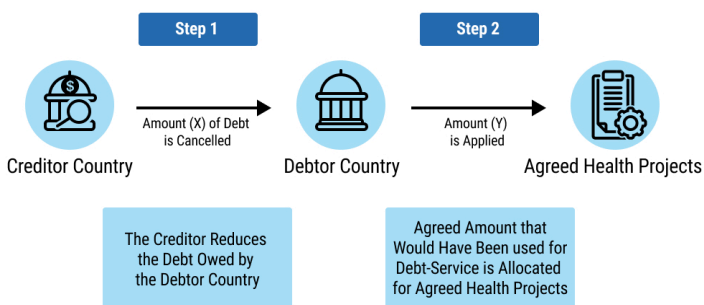 Step 1
Step 2
$
Amount (X) of Debt
is Cancelled
Amount (Y)
is Applied
Creditor Country
Debtor Country
Agreed Health Projects
The Creditor Reduces
the Debt Owed by
the Debtor Country
Agreed Amount that
Would Have Been used for
Debt-Service is Allocated
for Agreed Health Projects